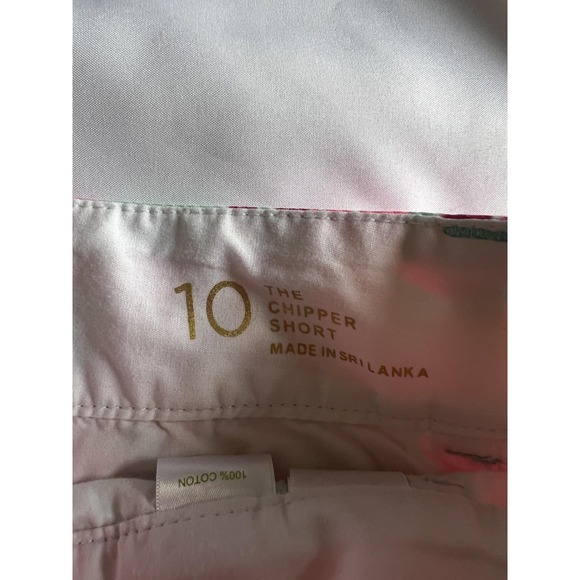 10
THE
CHIPPER
SHORT
MADE IN SRI LANKA
100% COTON